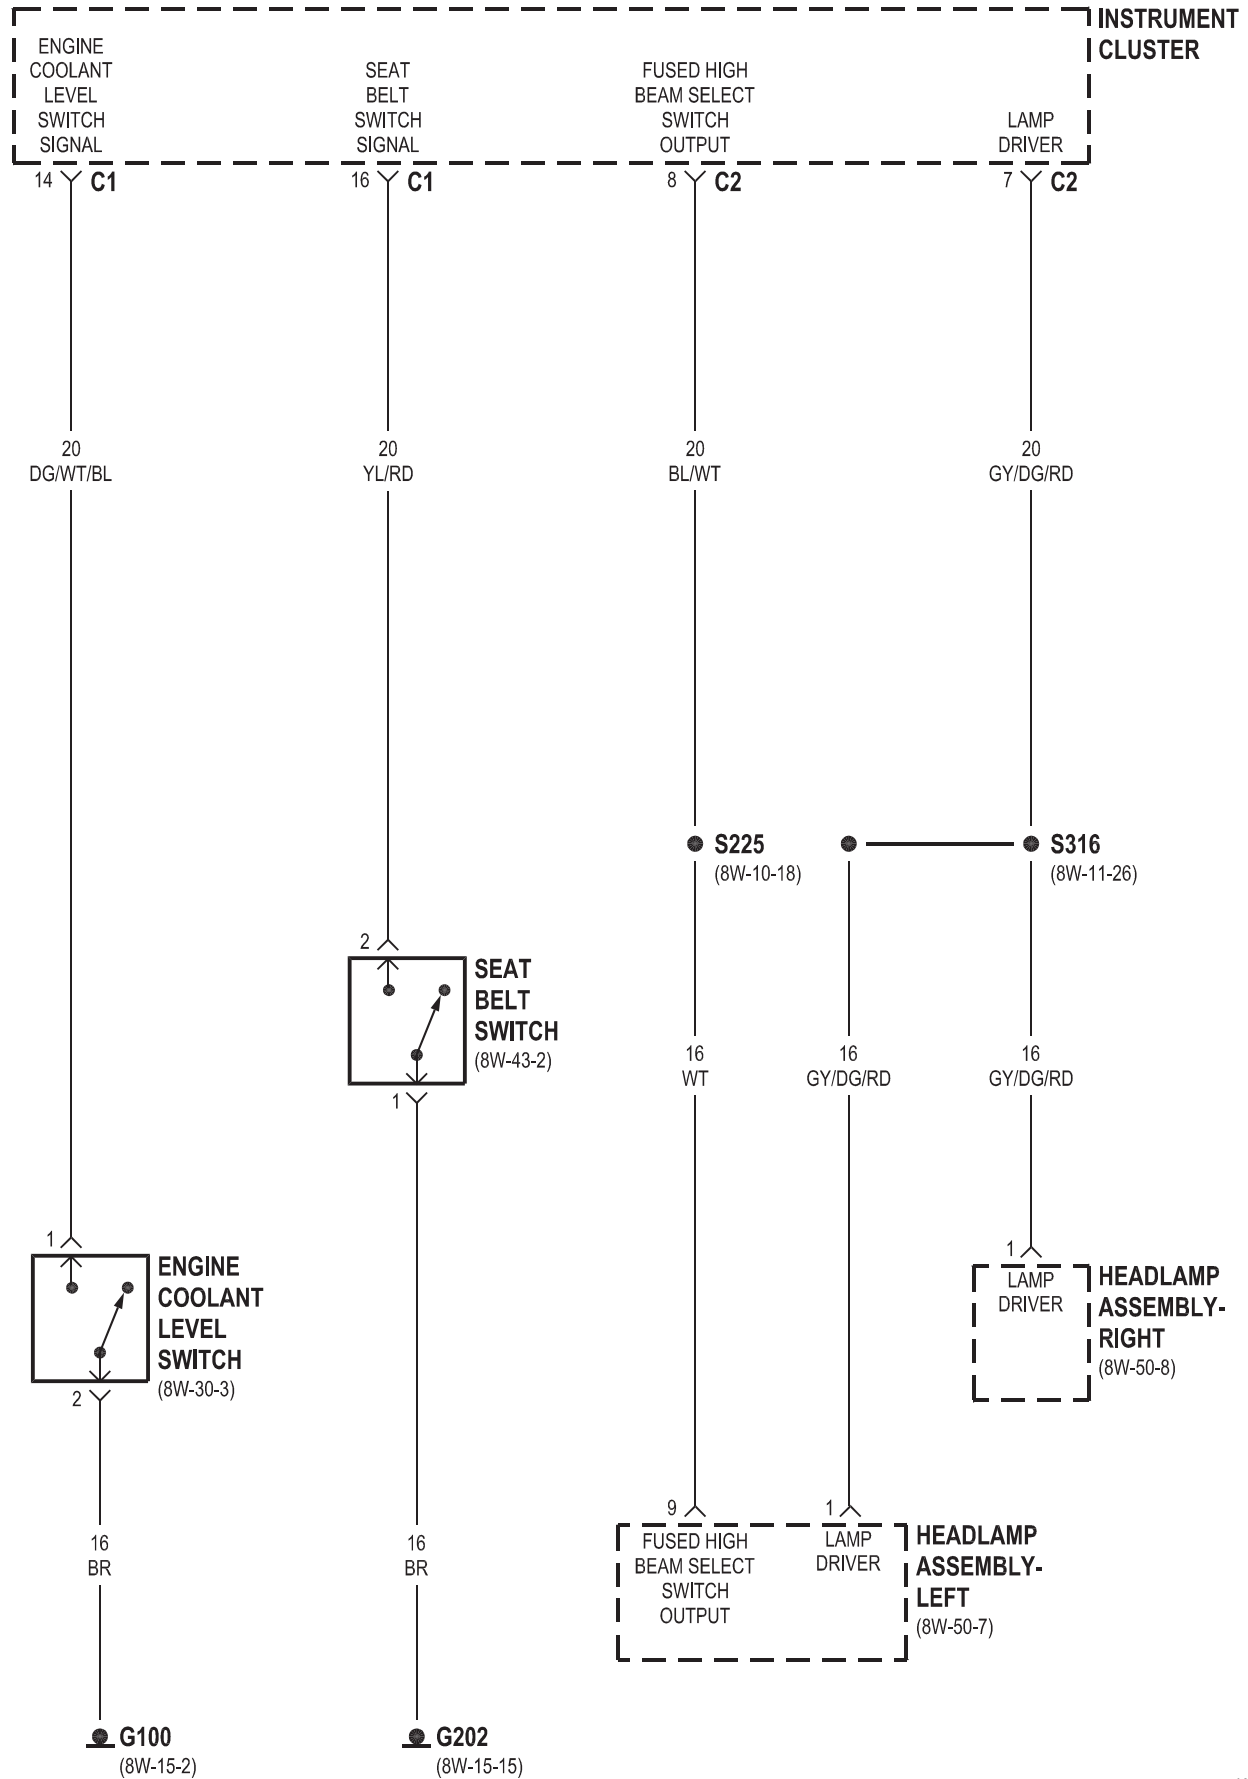 INSTRUMENT
CLUSTER
ENGINE
COOLANT
LEVEL
SWITCH
SIGNAL
SEAT
BELT
SWITCH
SIGNAL
FUSED HIGH
BEAM SELECT
SWITCH
OUTPUT
LAMP
DRIVER
14 C1
16 C1
8 C2
7 C2
20
DG/WT/BL
20
YL/RD
20
BL/WT
20
GY/DG/RD
S225
(8W-10-18)
S316
(8W-11-26)
2
SEAT
BELT
SWITCH
(8W-43-2)
1
16
WT
16
GY/DG/RD
16
GY/DG/RD
1
ENGINE
COOLANT
LEVEL
SWITCH
(8W-30-3)
2
1
LAMP
DRIVER
HEADLAMP
ASSEMBLY-
RIGHT
(8W-50-8)
9
1
FUSED HIGH
BEAM SELECT
SWITCH
OUTPUT
LAMP
DRIVER
HEADLAMP
ASSEMBLY-
LEFT
(8W-50-7)
16
BR
16
BR
G100
(8W-15-2)
G202
(8W-15-15)